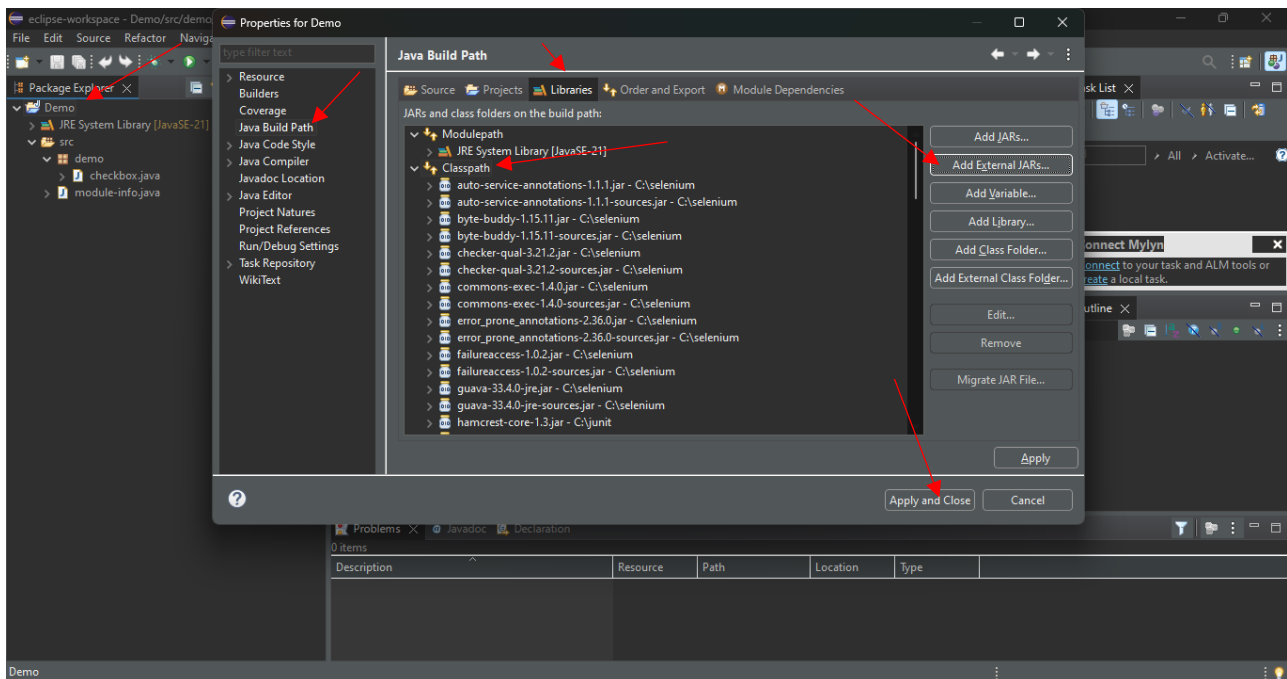 eclipse-workspace - Demo/src/demo
File Edit Source Refactor Naviga
Package Explorer
Demo
JRE System Library [JavaSE-21]
src
demo
checkbox.java
module-info.java
Properties for Demo
type filter text
Resource
Builders
Coverage
Java Build Path
Java Code Style
Java Compiler
Javadoc Location
Java Editor
Project Natures
Project References
Run/Debug Settings
Task Repository
WikiText
Java Build Path
Source Projects Libraries Order and Export Module Dependencies
JARs and class folders on the build path:
Modulepath
JRE System Library [JavaSE-21]
Classpath
auto-service-annotations-1.1.1.jar - C:\selenium
auto-service-annotations-1.1.1-sources.jar - C:\selenium
byte-buddy-1.15.11.jar - C:\selenium
byte-buddy-1.15.11-sources.jar - C:\selenium
checker-qual-3.21.2.jar - C:\selenium
checker-qual-3.21.2-sources.jar - C:\selenium
commons-exec-1.4.0.jar - C:\selenium
commons-exec-1.4.0-sources.jar - C:\selenium
error_prone_annotations-2.36.0.jar - C:\selenium
error_prone_annotations-2.36.0-sources.jar - C:\selenium
failureaccess-1.0.2.jar - C:\selenium
failureaccess-1.0.2-sources.jar - C:\selenium
guava-33.4.0-jre.jar - C:\selenium
guava-33.4.0-jre-sources.jar - C:\selenium
hamcrest-core-1.3.jar - C:\junit
Add JARs...
Add External JARs...
Add Variable...
Add Library...
Add Class Folder...
Add External Class Folder...
Edit...
Remove
Migrate JAR File...
Apply
Apply and Close Cancel
sk List
All Activate...
onnect Mylyn
onnect to your task and ALM tools or
reate a local task.
utline
Problems Javadoc Declaration
0 items
Description Resource Path Location Type
Demo